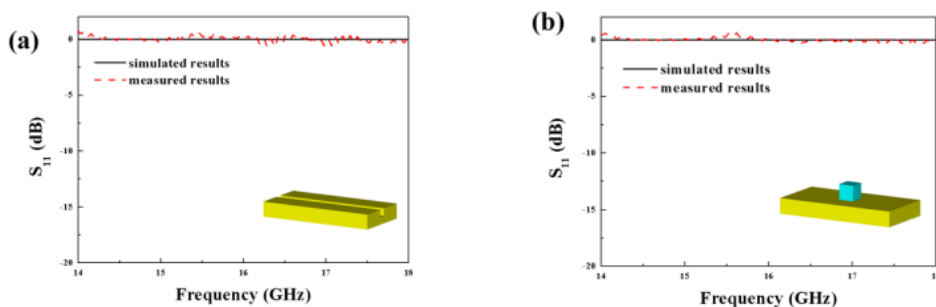 (a)
S11 (dB)
0
-5
-10
-15
-20
simulated results
measured results
14
15
16
17
18
Frequency (GHz)
(b)
S11 (dB)
0
-5
-10
-15
-20
simulated results
measured results
14
15
16
17
1
Frequency (GHz)